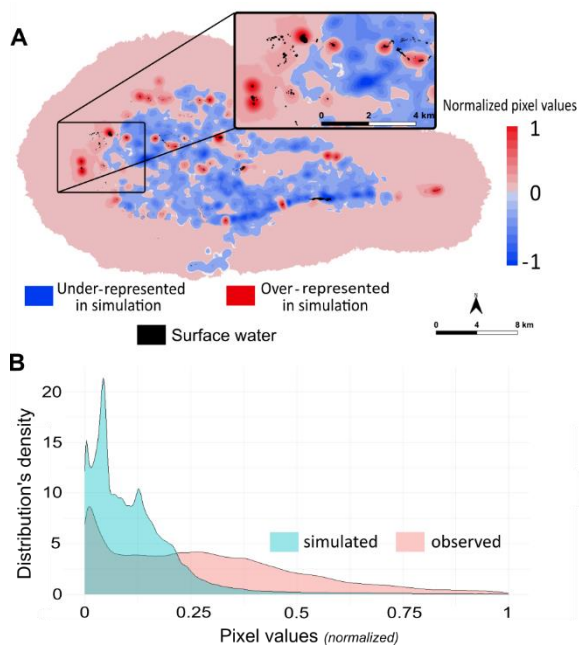 A
0 2 4 km
Normalized pixel values
1
0
-1
Under-represented in simulation
Over-represented in simulation
Surface water
N
0 4 8 km
B
Distribution's density
20
15
10
5
0
simulated
observed
0 0.25 0.5 0.75 1
Pixel values (normalized)